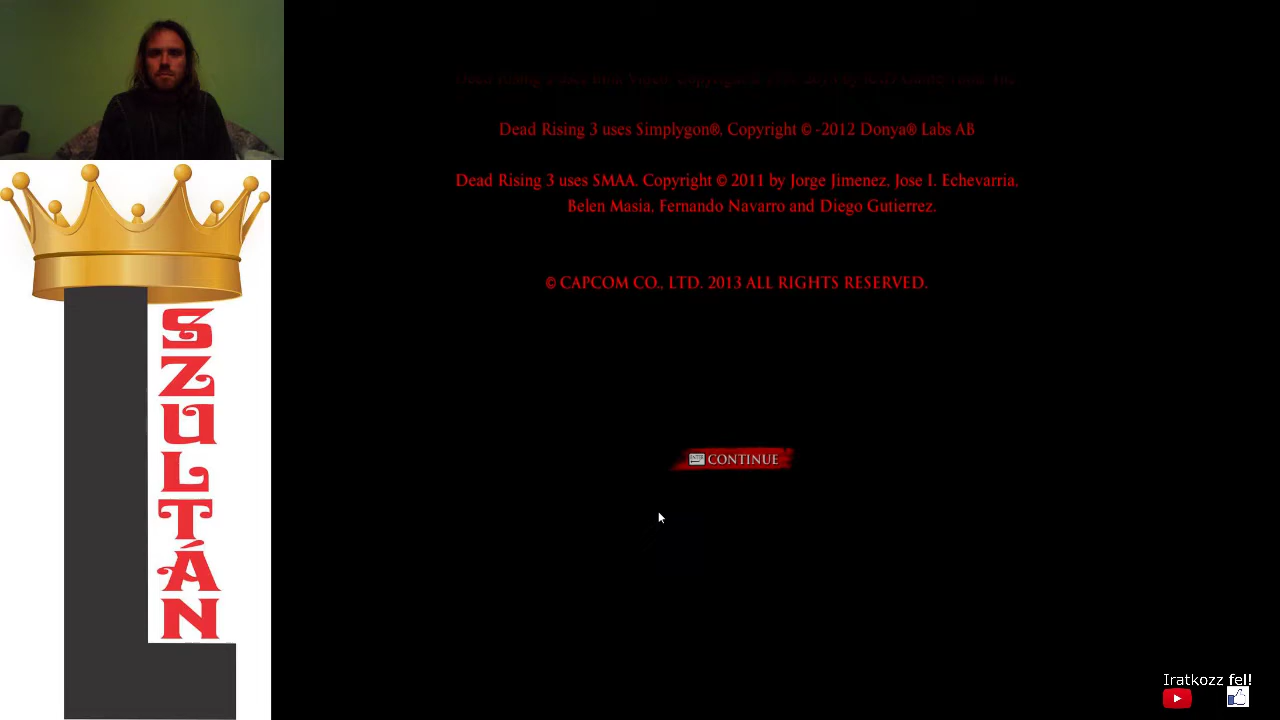 Dead Rising 3 uses Simplygon®, Copyright © -2012 Donya® Labs AB
Dead Rising 3 uses SMAA. Copyright © 2011 by Jorge Jimenez, Jose I. Echevarria,
Belen Masia, Fernando Navarro and Diego Gutierrez.
© CAPCOM CO., LTD. 2013 ALL RIGHTS RESERVED.
CONTINUE
L
SZULTÁN
Iratkozz fel!